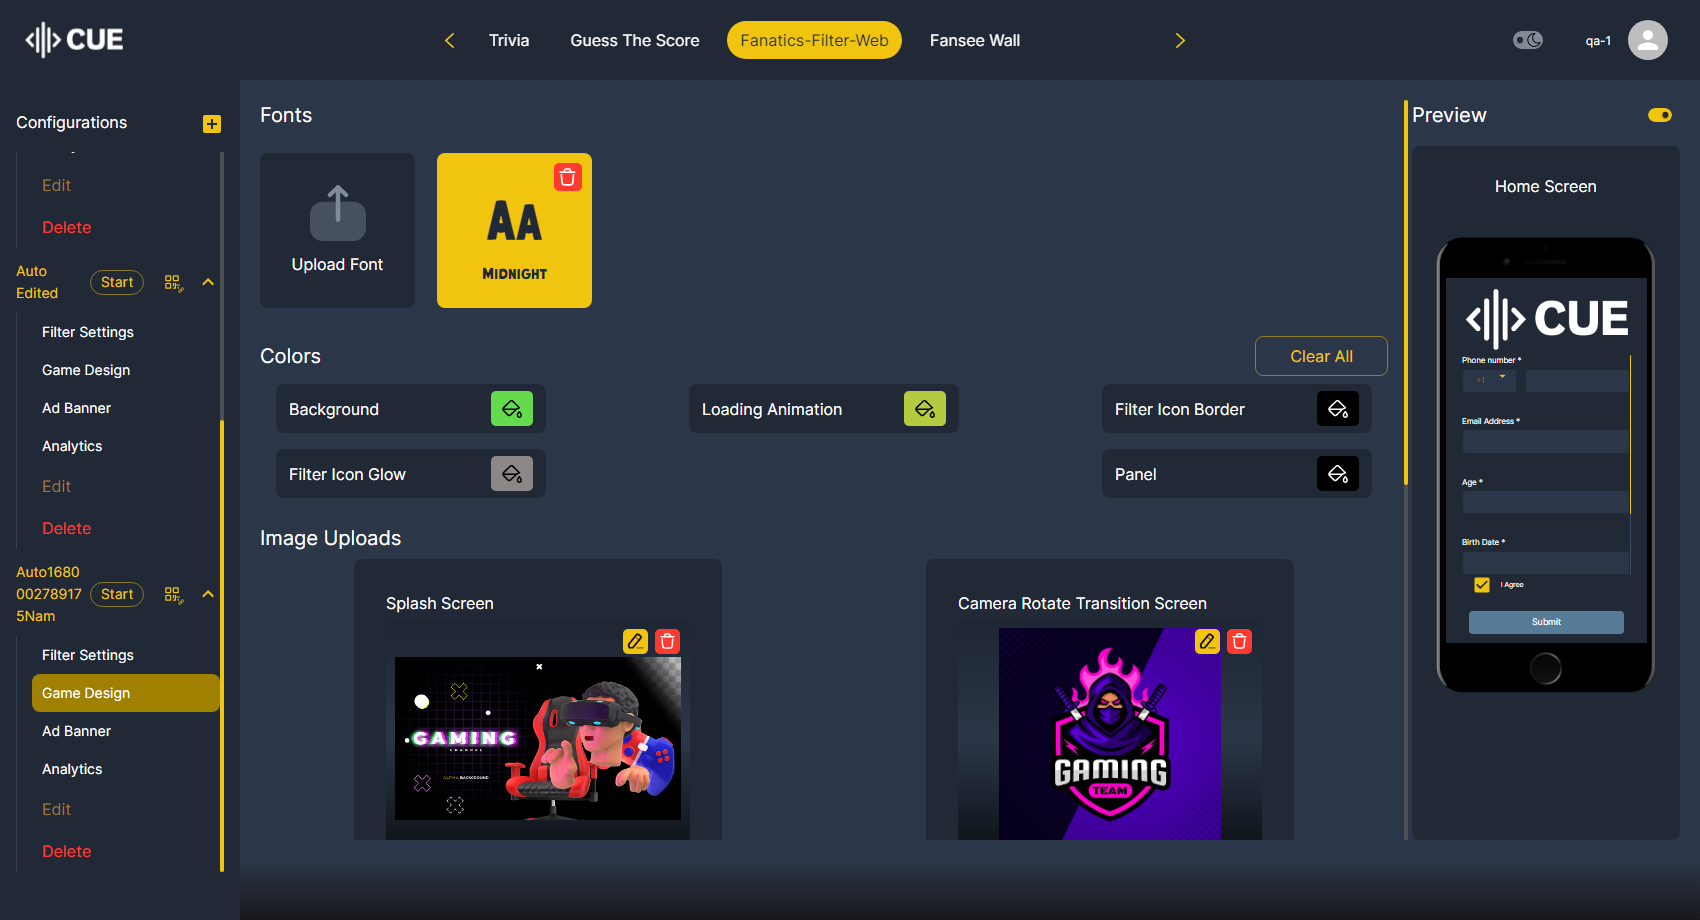 CUE
Trivia
Guess The Score
Fanatics-Filter-Web
Fansee Wall
qa-1
Configurations
Edit
Delete
Auto
Edited
Start
Filter Settings
Game Design
Ad Banner
Analytics
Edit
Delete
Auto1680
00278917
5Nam
Start
Filter Settings
Game Design
Ad Banner
Analytics
Edit
Delete
Fonts
Upload Font
AA
MIDNIGHT
Colors
Clear All
Background
Loading Animation
Filter Icon Border
Filter Icon Glow
Panel
Image Uploads
Splash Screen
GAMING
CHANNEL
ALPHA BACKGROUND
Camera Rotate Transition Screen
GAMING
TEAM
Preview
Home Screen
CUE
Phone number *
+1
Email Address *
Age *
Birth Date *
I Agree
Submit